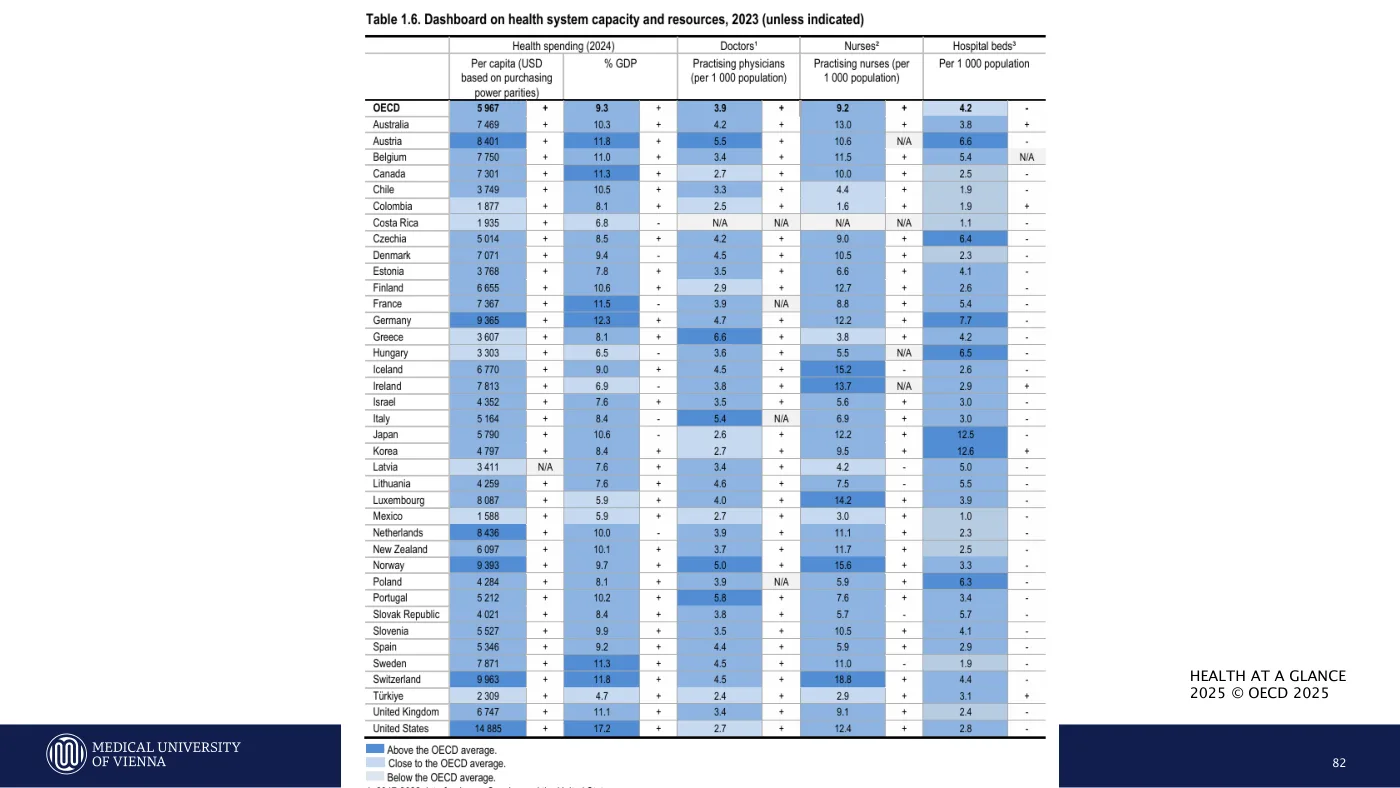 Table 1.6. Dashboard on health system capacity and resources, 2023 (unless indicated)
Health spending (2024) Doctors¹ Nurses² Hospital beds³
Per capita (USD based on purchasing power parities) % GDP Practising physicians (per 1 000 population) Practising nurses (per 1 000 population) Per 1 000 population
OECD 5 967 + 9.3 + 3.9 + 9.2 + 4.2 -
Australia 7 469 + 10.3 + 4.2 + 13.0 + 3.8 +
Austria 8 401 + 11.8 + 5.5 + 10.6 N/A 6.6 -
Belgium 7 750 + 11.0 + 3.4 + 11.5 + 5.4 N/A
Canada 7 301 + 11.3 + 2.7 + 10.0 + 2.5 -
Chile 3 749 + 10.5 + 3.3 + 4.4 + 1.9 -
Colombia 1 877 + 8.1 + 2.5 + 1.6 + 1.9 +
Costa Rica 1 935 + 6.8 - N/A N/A N/A N/A 1.1 -
Czechia 5 014 + 8.5 + 4.2 + 9.0 + 6.4 -
Denmark 7 071 + 9.4 - 4.5 + 10.5 + 2.3 -
Estonia 3 768 + 7.8 + 3.5 + 6.6 + 4.1 -
Finland 6 655 + 10.6 + 2.9 + 12.7 + 2.6 -
France 7 367 + 11.5 - 3.9 N/A 8.8 + 5.4 -
Germany 9 365 + 12.3 + 4.7 + 12.2 + 7.7 -
Greece 3 607 + 8.1 + 6.6 + 3.8 + 4.2 -
Hungary 3 303 + 6.5 - 3.6 + 5.5 N/A 6.5 -
Iceland 6 770 + 9.0 + 4.5 + 15.2 - 2.6 -
Ireland 7 813 + 6.9 - 3.8 + 13.7 N/A 2.9 +
Israel 4 352 + 7.6 + 3.5 + 5.6 + 3.0 -
Italy 5 164 + 8.4 - 5.4 N/A 6.9 + 3.0 -
Japan 5 790 + 10.6 - 2.6 + 12.2 + 12.5 -
Korea 4 797 + 8.4 + 2.7 + 9.5 + 12.6 +
Latvia 3 411 N/A 7.6 + 3.4 + 4.2 - 5.0 -
Lithuania 4 259 + 7.6 + 4.6 + 7.5 - 5.5 -
Luxembourg 8 087 + 5.9 + 4.0 + 14.2 + 3.9 -
Mexico 1 588 + 5.9 + 2.7 + 3.0 + 1.0 -
Netherlands 8 436 + 10.0 - 3.9 + 11.1 + 2.3 -
New Zealand 6 097 + 10.1 + 3.7 + 11.7 + 2.5 -
Norway 9 393 + 9.7 + 5.0 + 15.6 + 3.3 -
Poland 4 284 + 8.1 + 3.9 N/A 5.9 + 6.3 -
Portugal 5 212 + 10.2 + 5.8 + 7.6 + 3.4 -
Slovak Republic 4 021 + 8.4 + 3.8 + 5.7 - 5.7 -
Slovenia 5 527 + 9.9 + 3.5 + 10.5 + 4.1 -
Spain 5 346 + 9.2 + 4.4 + 5.9 + 2.9 -
Sweden 7 871 + 11.3 + 4.5 + 11.0 - 1.9 -
Switzerland 9 963 + 11.8 + 4.5 + 18.8 + 4.4 -
Türkiye 2 309 + 4.7 + 2.4 + 2.9 + 3.1 +
United Kingdom 6 747 + 11.1 + 3.4 + 9.1 + 2.4 -
United States 14 885 + 17.2 + 2.7 + 12.4 + 2.8 -
Above the OECD average.
Close to the OECD average.
Below the OECD average.
HEALTH AT A GLANCE
2025 © OECD 2025
MEDICAL UNIVERSITY
OF VIENNA
82